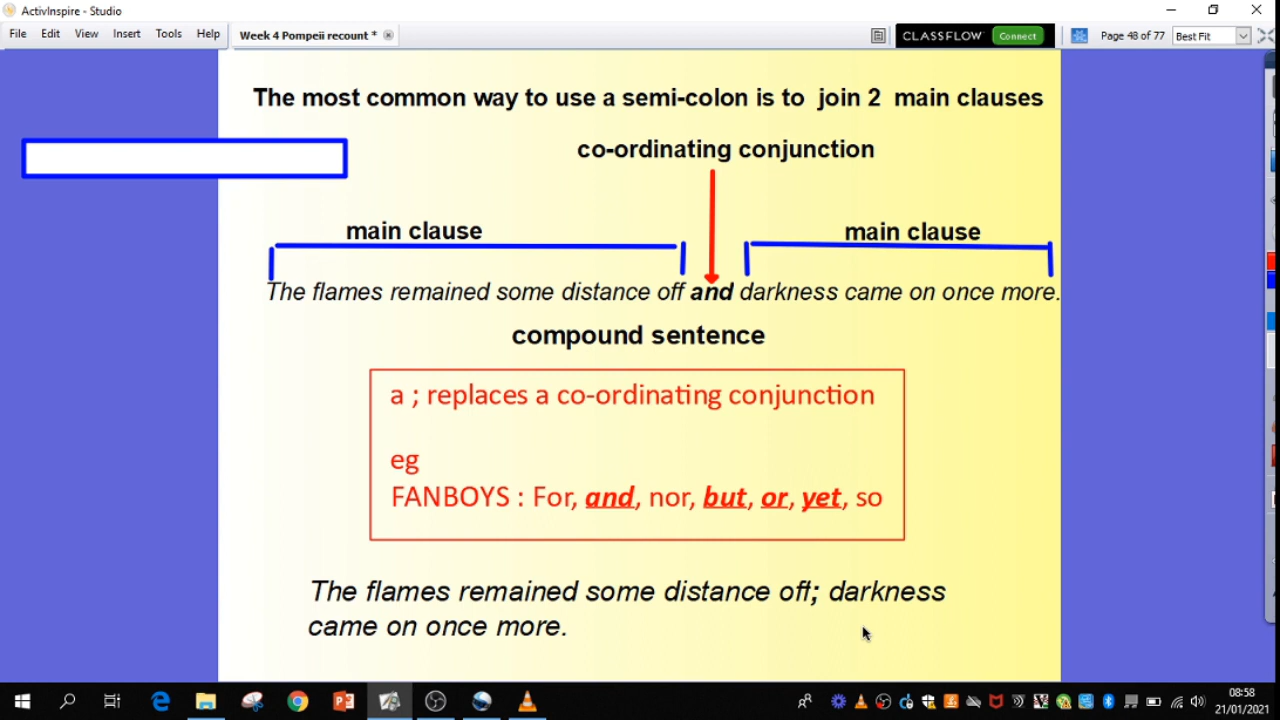 ActivInspire - Studio
File Edit View Insert Tools Help
Week 4 Pompeii recount *
CLASSFLOW Connect
Page 48 of 77
Best Fit
The most common way to use a semi-colon is to join 2 main clauses
co-ordinating conjunction
main clause
main clause
The flames remained some distance off and darkness came on once more.
compound sentence
a ; replaces a co-ordinating conjunction
eg
FANBOYS : For, and, nor, but, or, yet, so
The flames remained some distance off; darkness
came on once more.
08:58
21/01/2021